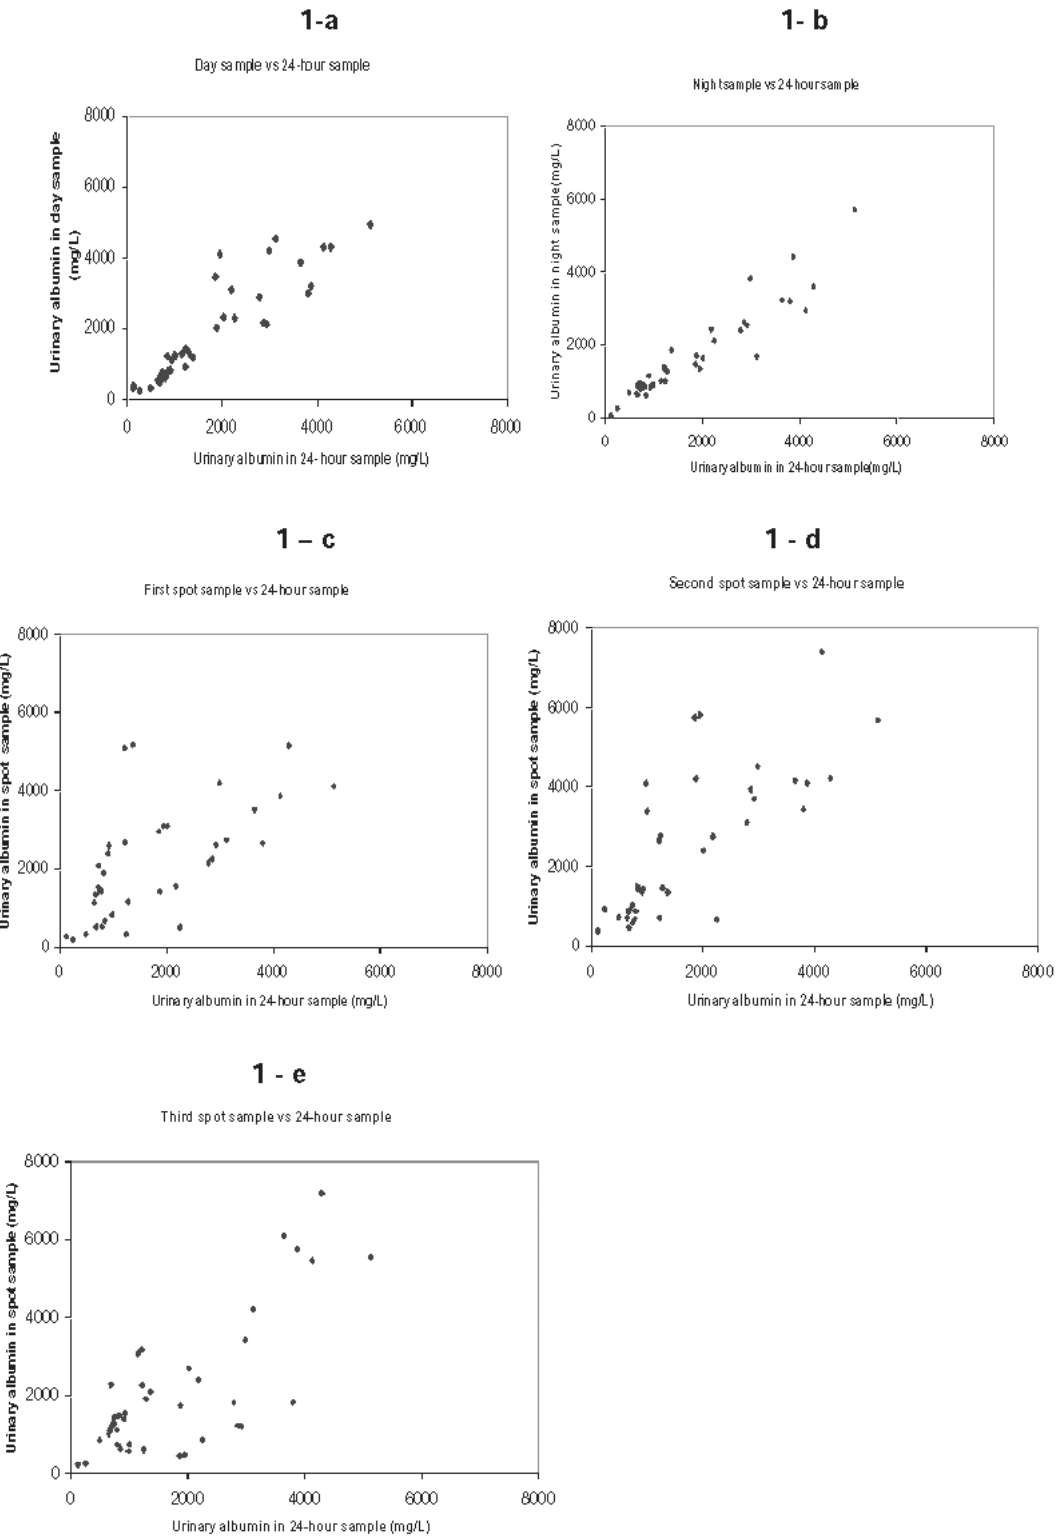 1-a
Day sample vs 24-hour sample
Urinary albumin in day sample
(mg/L)
8000
6000
4000
2000
0
0 2000 4000 6000 8000
Urinary albumin in 24-hour sample (mg/L)
1- b
Night sample vs 24 hour sample
Urinary albumin in night sample (mg/L)
8000
6000
4000
2000
0
0 2000 4000 6000 8000
Urinary albumin in 24-hour sample(mg/L)
1 – c
First spot sample vs 24-hour sample
Urinary albumin in spot sample (mg/L)
8000
6000
4000
2000
0
0 2000 4000 6000 8000
Urinary albumin in 24-hour sample (mg/L)
1 - d
Second spot sample vs 24-hour sample
Urinary albumin in spot sample (mg/L)
8000
6000
4000
2000
0
0 2000 4000 6000 8000
Urinary albumin in 24-hour sample (mg/L)
1 - e
Third spot sample vs 24-hour sample
Urinary albumin in spot sample (mg/L)
8000
6000
4000
2000
0
0 2000 4000 6000 8000
Urinary albumin in 24-hour sample (mg/L)